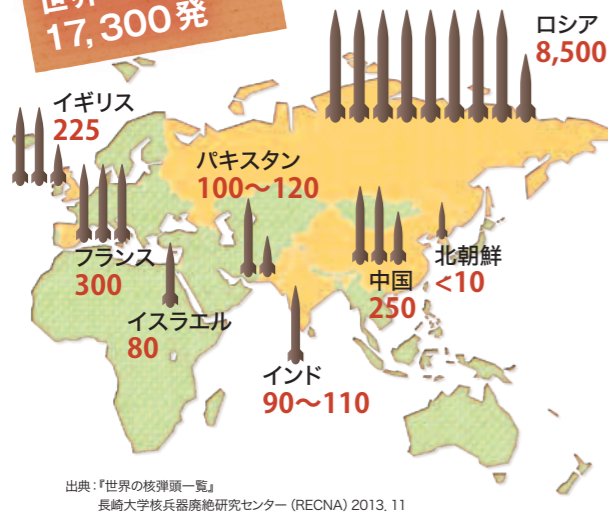 世界
17,300発
ロシア
8,500
イギリス
225
パキスタン
100〜120
フランス
300
イスラエル
80
中国
250
北朝鮮
<10
インド
90〜110
出典：『世界の核弾頭一覧』
長崎大学核兵器廃絶研究センター (RECNA) 2013. 11